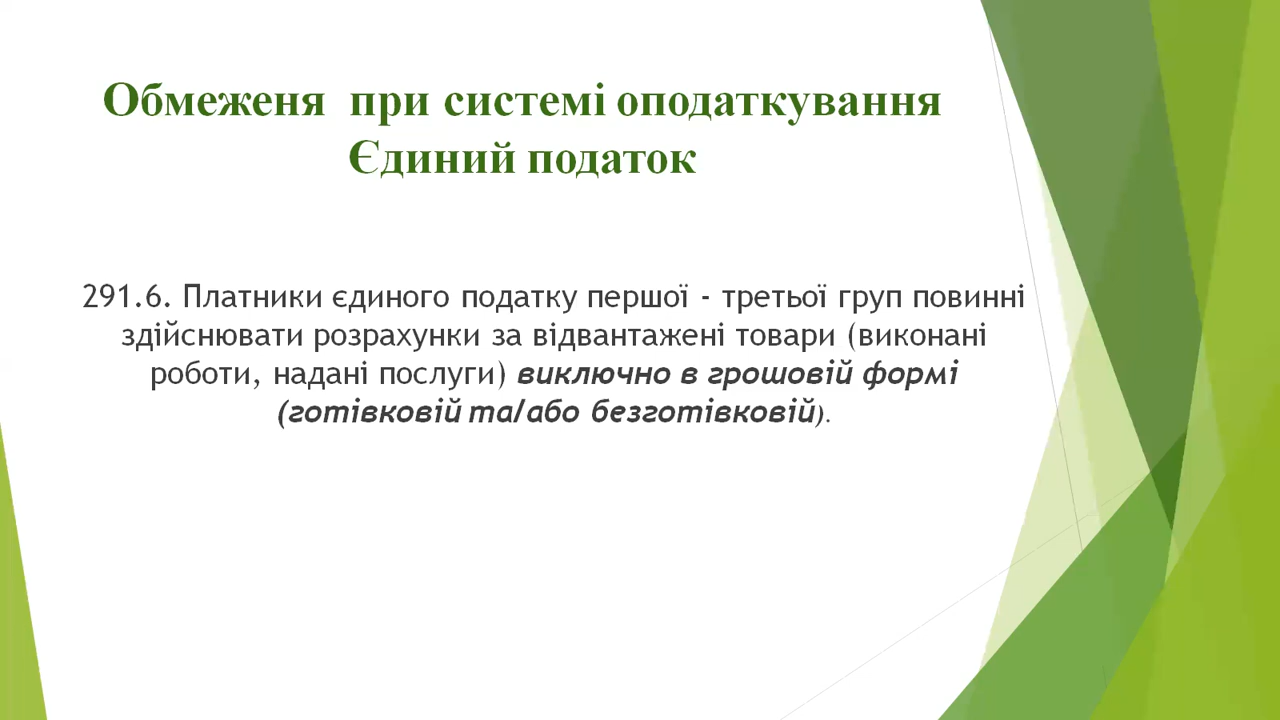 Обмеженя при системі оподаткування
Єдиний податок
291.6. Платники єдиного податку першої - третьої груп повинні
здійснювати розрахунки за відвантажені товари (виконані
роботи, надані послуги) виключно в грошовій формі
(готівковій та/або безготівковій).